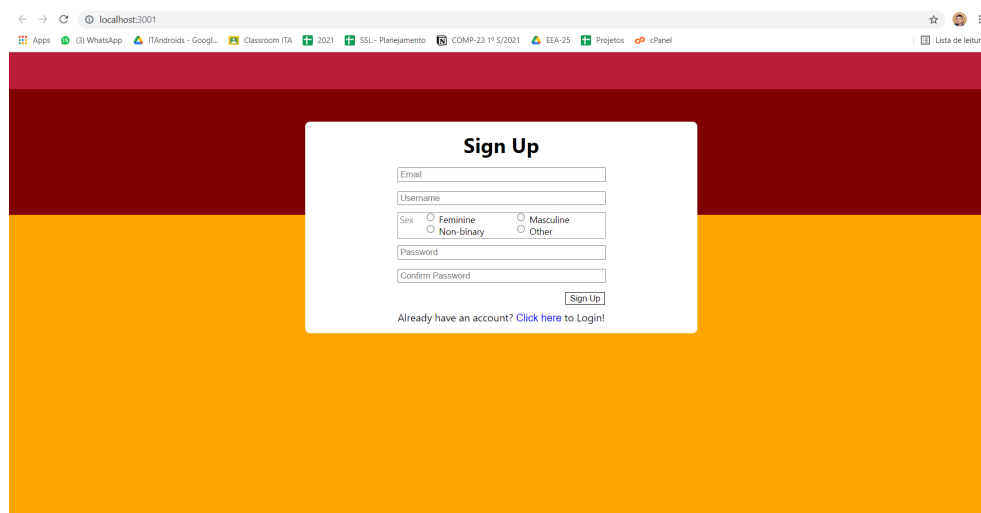 localhost:3001
Apps (3) WhatsApp ITAndroids - Googl... Classroom ITA 2021 SSL - Planejamento COMP-23 1º S/2021 EEA-25 Projetos cPanel Lista de leitur
Sign Up
Email
Username
Sex Feminine Masculine
Non-binary Other
Password
Confirm Password
Sign Up
Already have an account? Click here to Login!